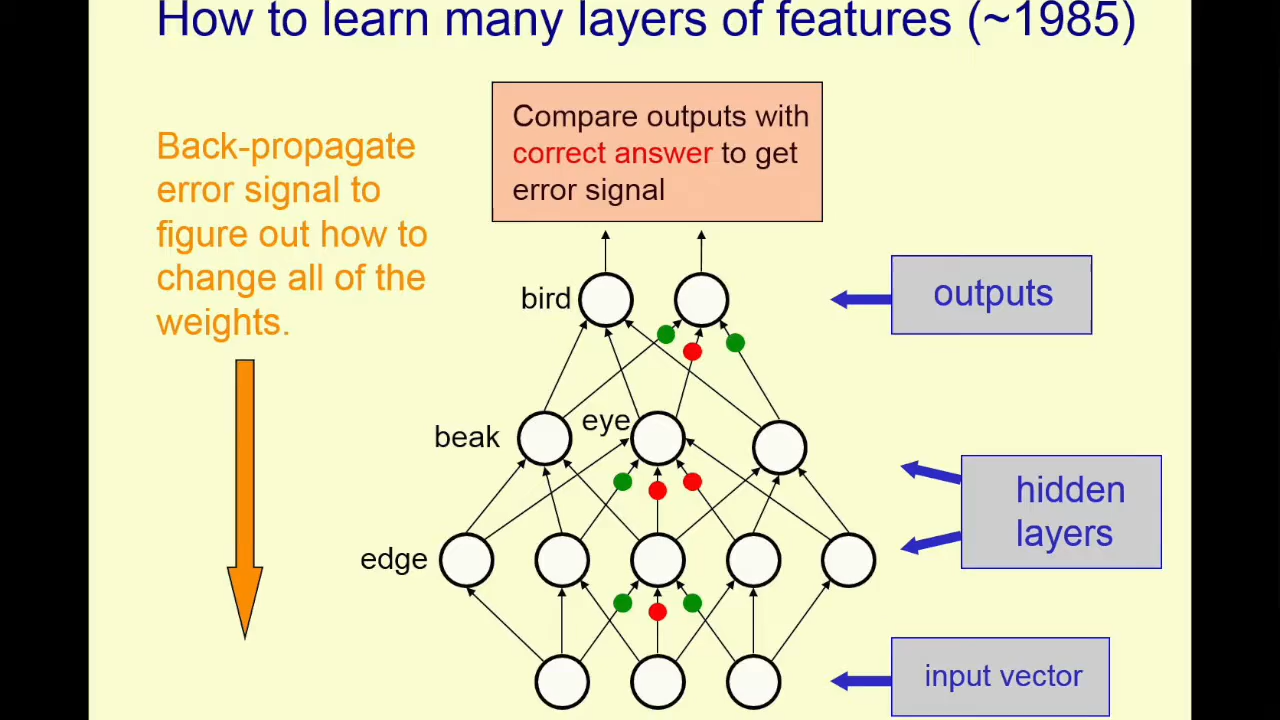 How to learn many layers of features (~1985)
Back-propagate
error signal to
figure out how to
change all of the
weights.
Compare outputs with
correct answer to get
error signal
bird
outputs
beak
eye
hidden
layers
edge
input vector